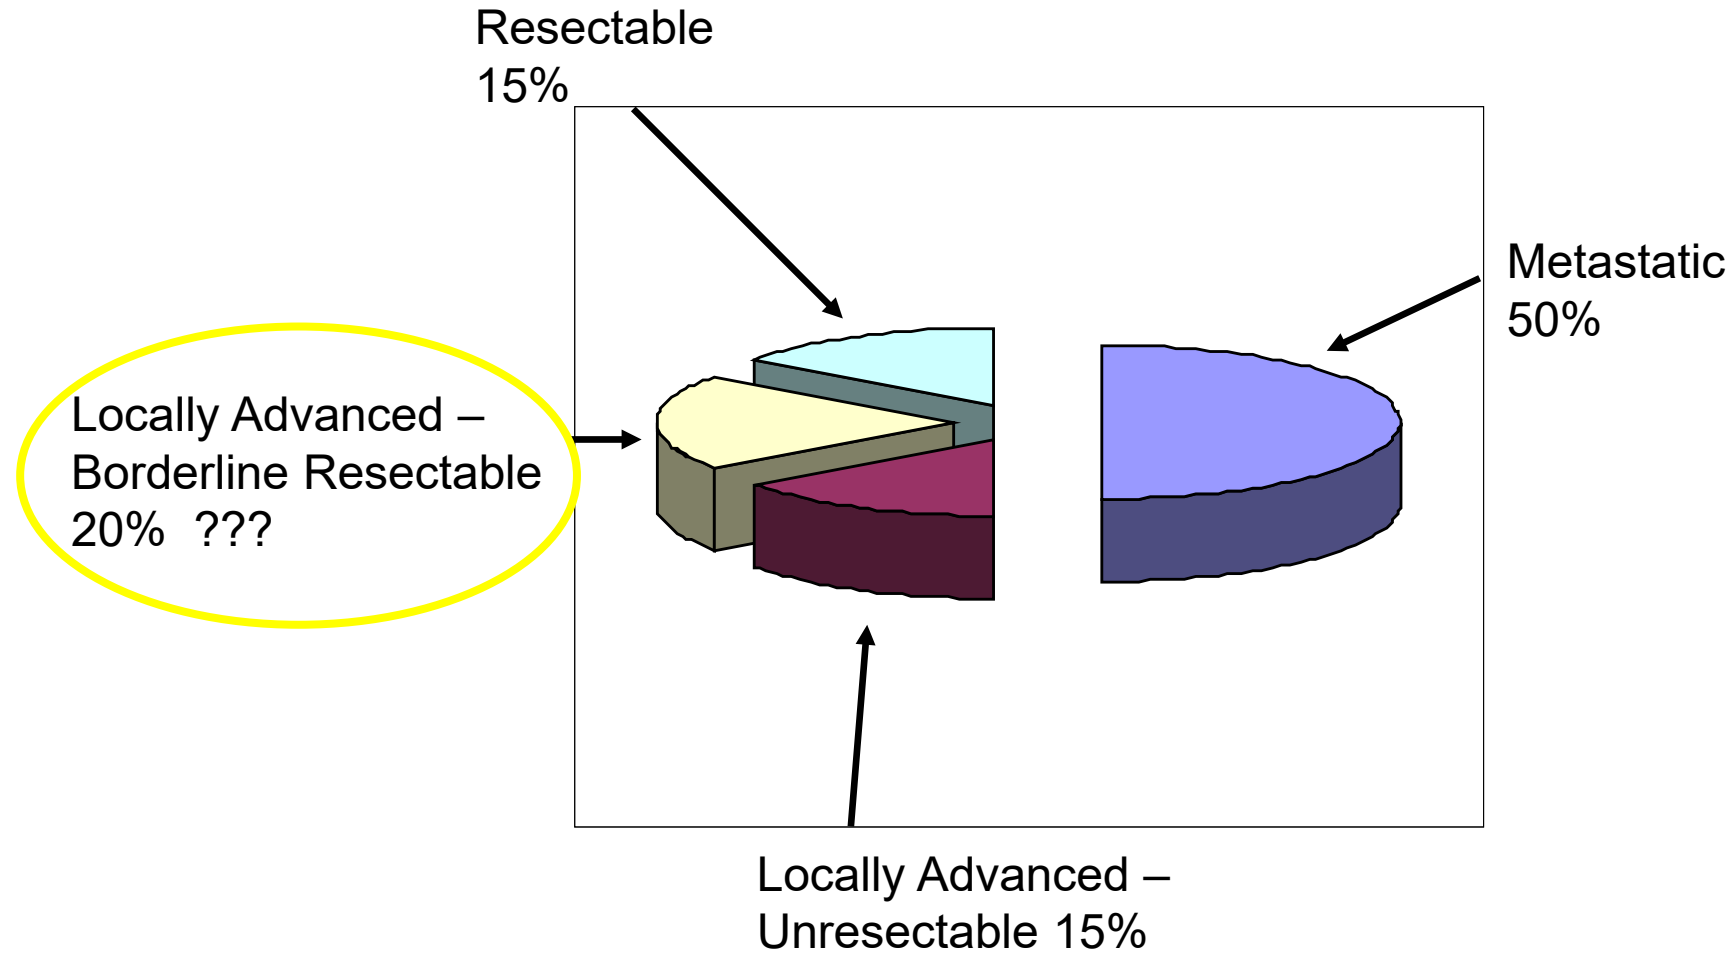 Resectable
15%
Metastatic
50%
Locally Advanced –
Borderline Resectable
20%  ???
Locally Advanced –
Unresectable 15%